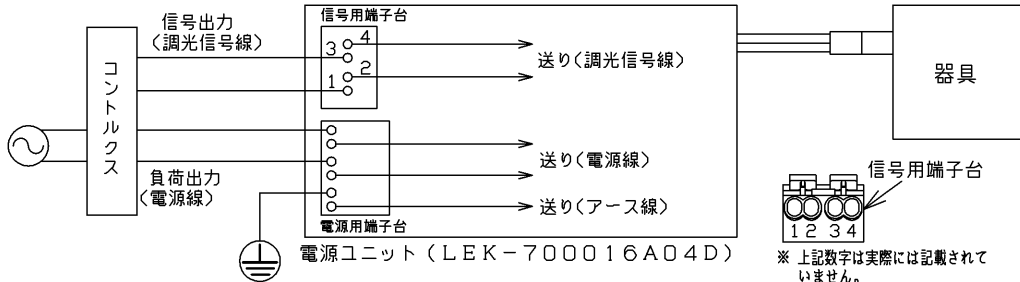 信号出力
(調光信号線)
コントルクス
負荷出力
(電源線)
信号用端子台
3
4
1
2
送り(調光信号線)
送り(電源線)
送り(アース線)
電源用端子台
電源ユニット(LEK-700016A04D)
器具
信号用端子台
1 2 3 4
※ 上記数字は実際には記載されて
いません。